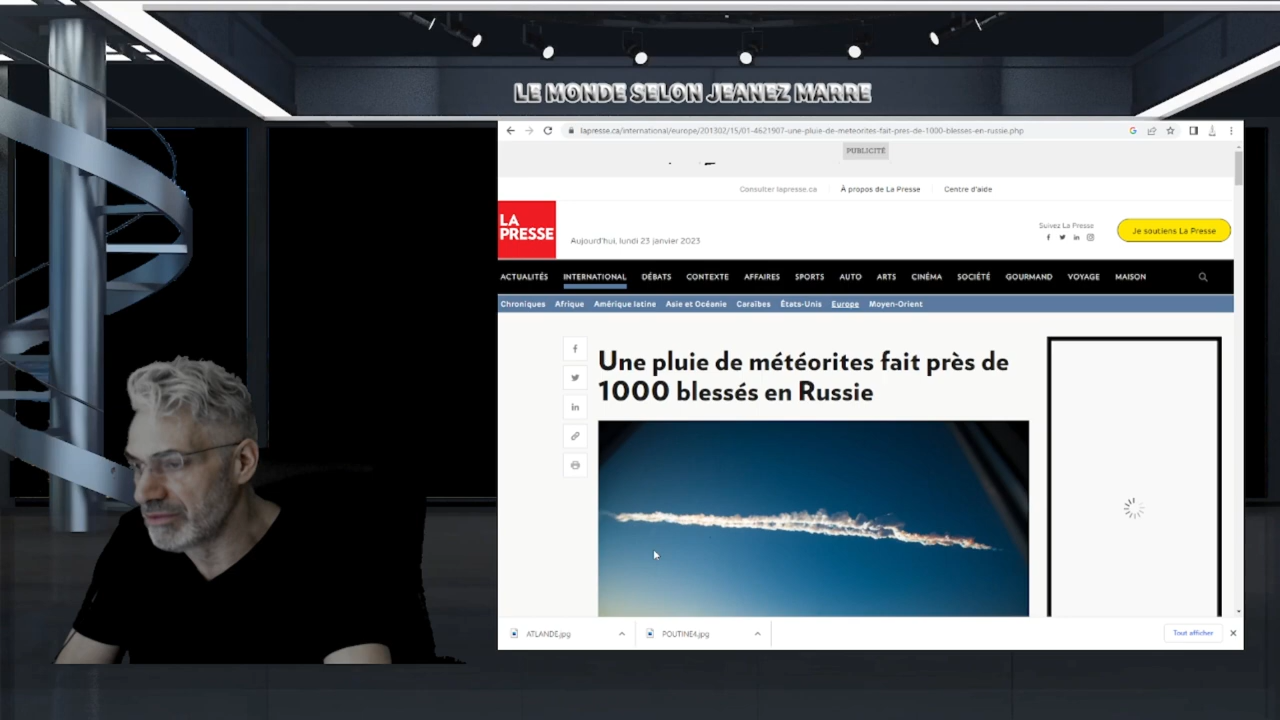 LE MONDE SELON JEANEZ MARRE
lapresse.ca/international/europe/201302/15/01-4621907-une-pluie-de-meteorites-fait-pres-de-1000-blesses-en-russie.php
PUBLICITÉ
Consulter lapresse.ca À propos de La Presse Centre d'aide
LA
PRESSE
Aujourd'hui, lundi 23 janvier 2023
Suivez La Presse
Je soutiens La Presse
ACTUALITÉS INTERNATIONAL DÉBATS CONTEXTE AFFAIRES SPORTS AUTO ARTS CINÉMA SOCIÉTÉ GOURMAND VOYAGE MAISON
Chroniques Afrique Amérique latine Asie et Océanie Caraïbes États-Unis Europe Moyen-Orient
Une pluie de météorites fait près de
1000 blessés en Russie
ATLANDE.jpg POUTINE4.jpg Tout afficher